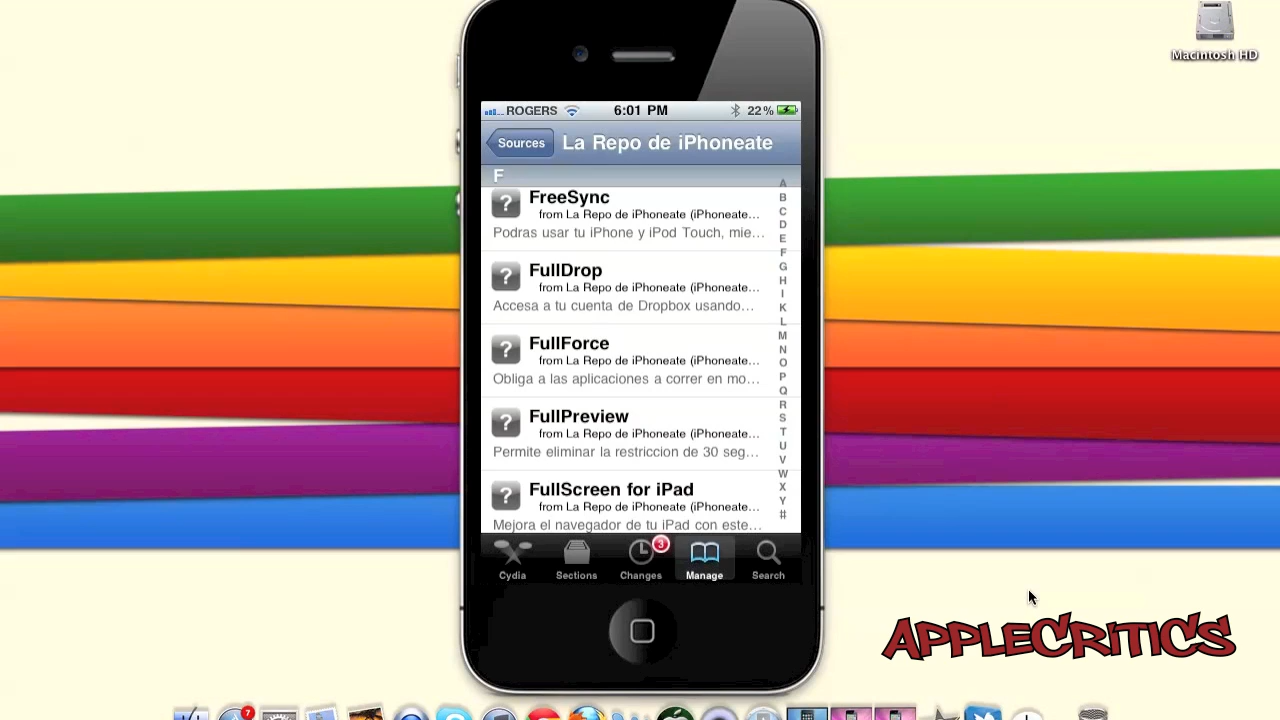 Macintosh HD
ROGERS 6:01 PM 22%
Sources La Repo de iPhoneate
F
FreeSync
from La Repo de iPhoneate (iPhoneate...
Podras usar tu iPhone y iPod Touch, mie...
FullDrop
from La Repo de iPhoneate (iPhoneate...
Accesa a tu cuenta de Dropbox usando...
FullForce
from La Repo de iPhoneate (iPhoneate...
Obliga a las aplicaciones a correr en mo...
FullPreview
from La Repo de iPhoneate (iPhoneate...
Permite eliminar la restriccion de 30 seg...
FullScreen for iPad
from La Repo de iPhoneate (iPhoneate...
Mejora el navegador de tu iPad con este...
A
B
C
D
E
F
G
H
I
K
L
M
N
O
P
Q
R
S
T
U
V
W
X
Y
#
3
Cydia Sections Changes Manage Search
APPLECRITICS
7